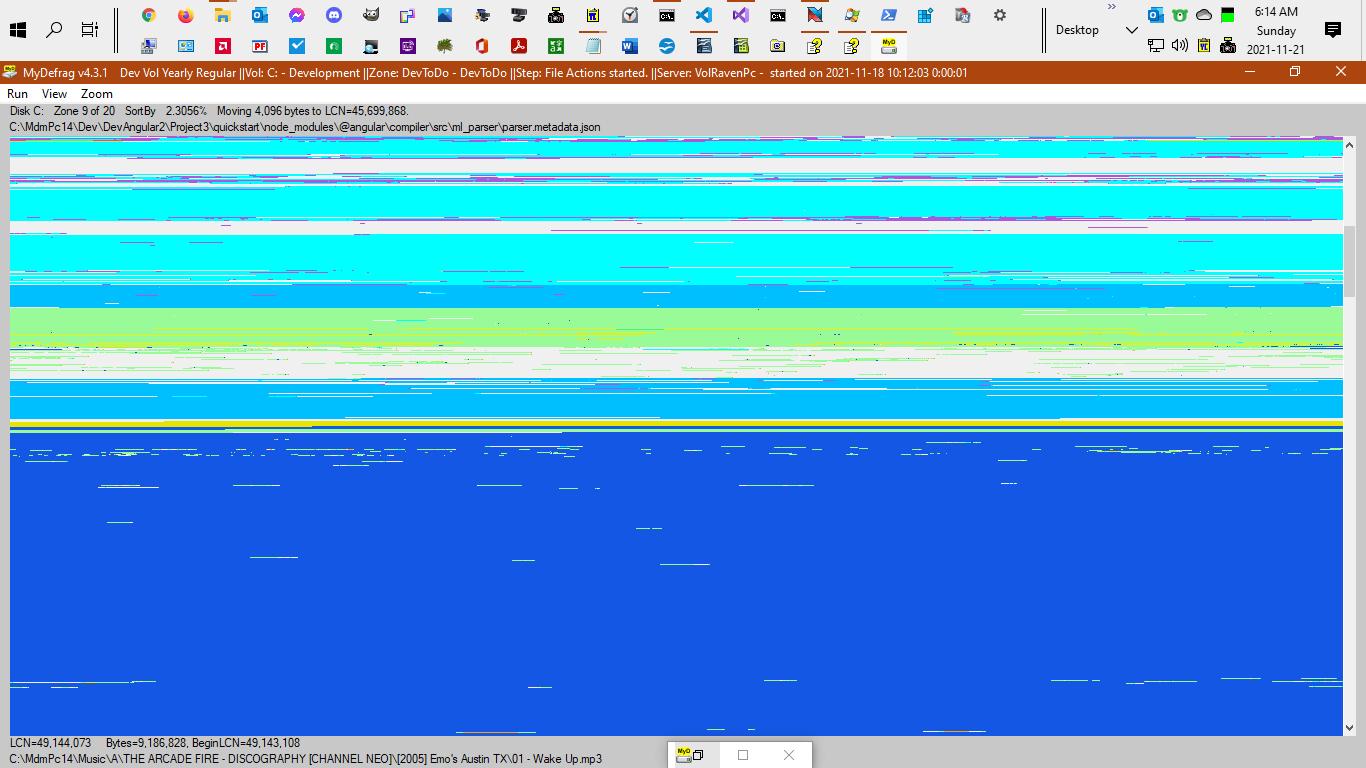 6:14 AM
Desktop
Sunday
2021-11-21
MyDefrag v4.3.1 Dev Vol Yearly Regular ||Vol: C: - Development ||Zone: DevToDo - DevToDo ||Step: File Actions started. ||Server: VolRavenPc - started on 2021-11-18 10:12:03 0:00:01
Run View Zoom
Disk C: Zone 9 of 20 SortBy 2.3056% Moving 4,096 bytes to LCN=45,699,868.
C:\MdmPc14\Dev\DevAngular2\Project3\quickstart\node_modules\@angular\compiler\src\ml_parser\parser.metadata.json
LCN=49,144,073 Bytes=9,186,828, BeginLCN=49,143,108
C:\MdmPc14\Music\A\THE ARCADE FIRE - DISCOGRAPHY [CHANNEL NEO]\[2005] Emo's Austin TX\01 - Wake Up.mp3